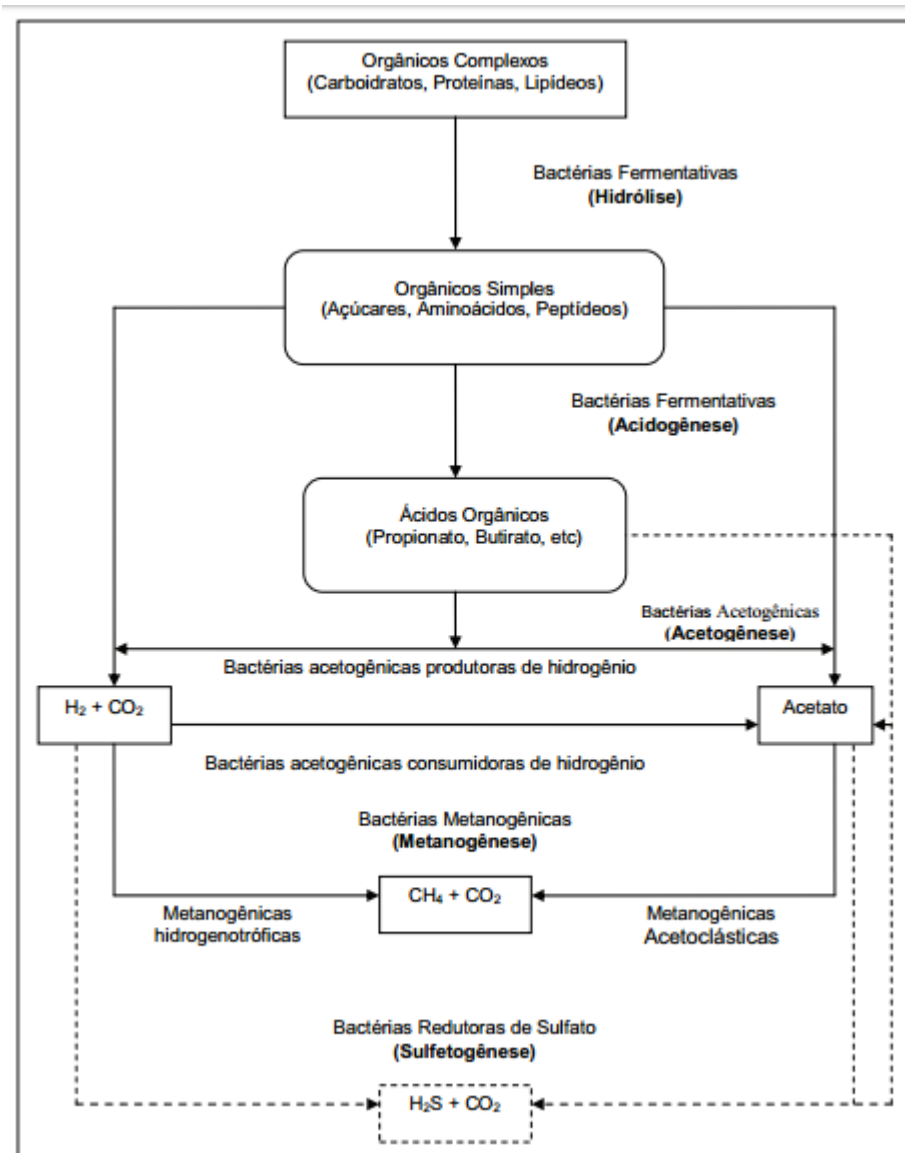 Orgânicos Complexos
(Carboidratos, Proteínas, Lipídeos)
Bactérias Fermentativas
(Hidrólise)
Orgânicos Simples
(Açúcares, Aminoácidos, Peptídeos)
Bactérias Fermentativas
(Acidogênese)
Ácidos Orgânicos
(Propionato, Butirato, etc)
Bactérias Acetogênicas
(Acetogênese)
Bactérias acetogênicas produtoras de hidrogênio
H₂ + CO₂
Acetato
Bactérias acetogênicas consumidoras de hidrogênio
Bactérias Metanogênicas
(Metanogênese)
CH₄ + CO₂
Metanogênicas
hidrogenotróficas
Metanogênicas
Acetoclásticas
Bactérias Redutoras de Sulfato
(Sulfetogênese)
H₂S + CO₂